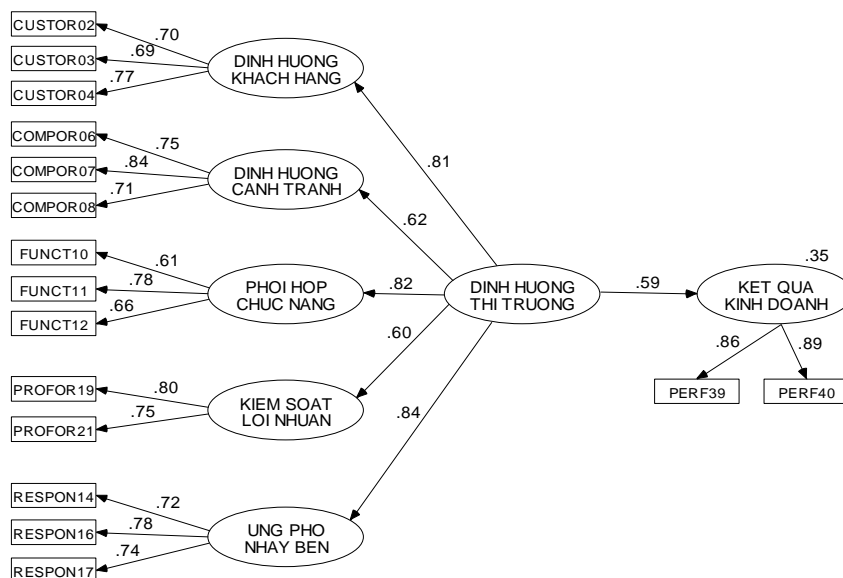 CUSTOR02
.70
CUSTOR03
.69
CUSTOR04
.77
DINH HUONG
KHACH HANG
COMPOR06
.75
COMPOR07
.84
COMPOR08
.71
DINH HUONG
CANH TRANH
FUNCT10
.61
FUNCT11
.78
FUNCT12
.66
PHOI HOP
CHUC NANG
PROFOR19
.80
PROFOR21
.75
KIEM SOAT
LOI NHUAN
RESPON14
.72
RESPON16
.78
RESPON17
.74
UNG PHO
NHAY BEN
.81
.62
.82
.60
.84
DINH HUONG
THI TRUONG
.59
.35
KET QUA
KINH DOANH
.86
.89
PERF39
PERF40